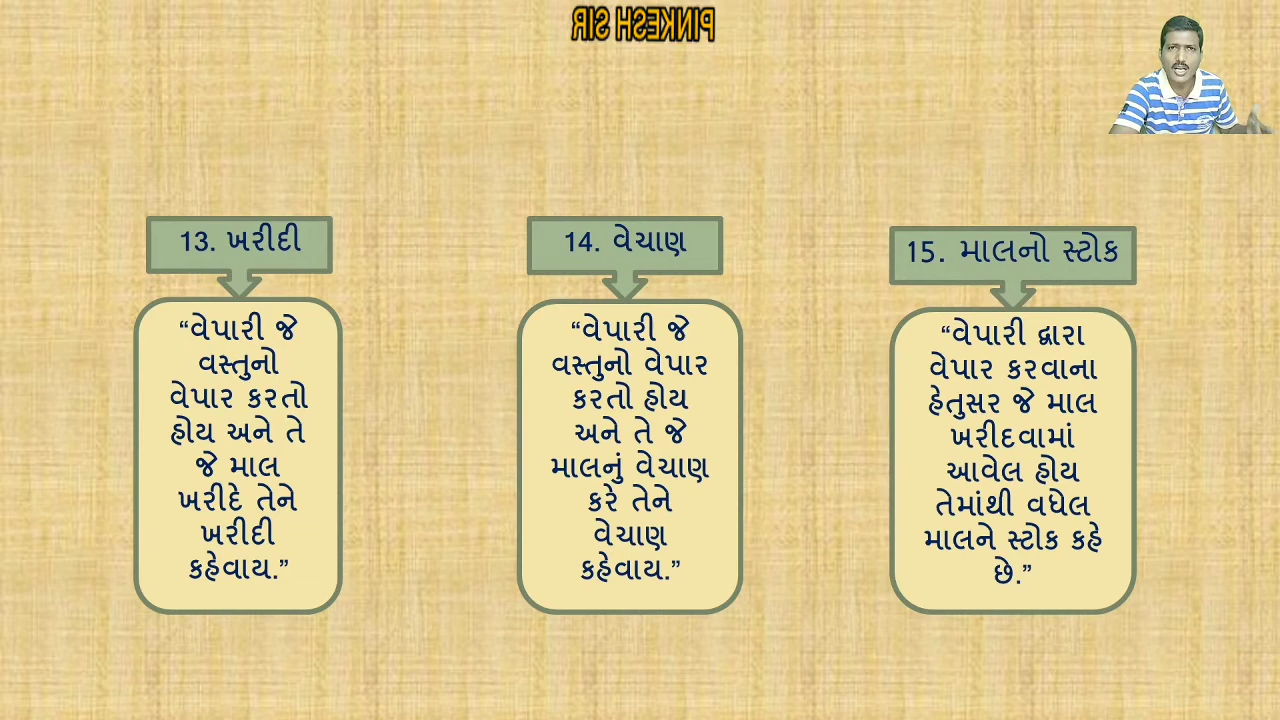 PINKESH SIR
13. ખરીદી
“વેપારી જે
વસ્તુનો
વેપાર કરતો
હોય અને તે
જે માલ
ખરીદે તેને
ખરીદી
કહેવાય.”
14. વેચાણ
“વેપારી જે
વસ્તુનો વેપાર
કરતો હોય
અને તે જે
માલનું વેચાણ
કરે તેને
વેચાણ
કહેવાય.”
15. માલનો સ્ટોક
“વેપારી દ્વારા
વેપાર કરવાના
હેતુસર જે માલ
ખરીદવામાં
આવેલ હોય
તેમાંથી વધેલ
માલને સ્ટોક કહે
છે.”